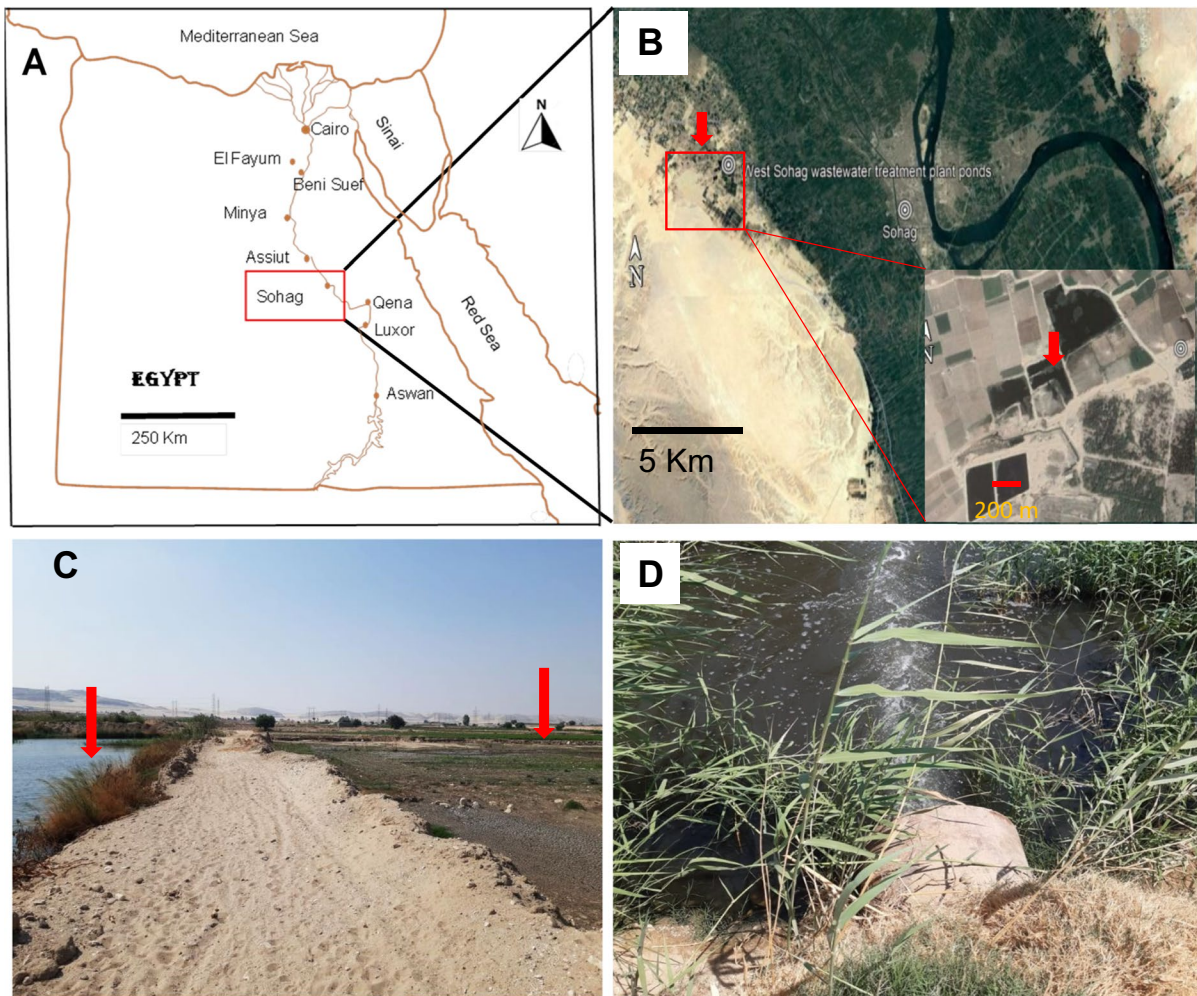 A
Mediterranean Sea
N
Cairo
Sinai
El Fayum
Beni Suef
Minya
Assiut
Sohag
Qena
Luxor
Red Sea
EGYPT
Aswan
250 Km
B
West Sohag wastewater treatment plant ponds
Sohag
N
5 Km
N
200 m
C
D